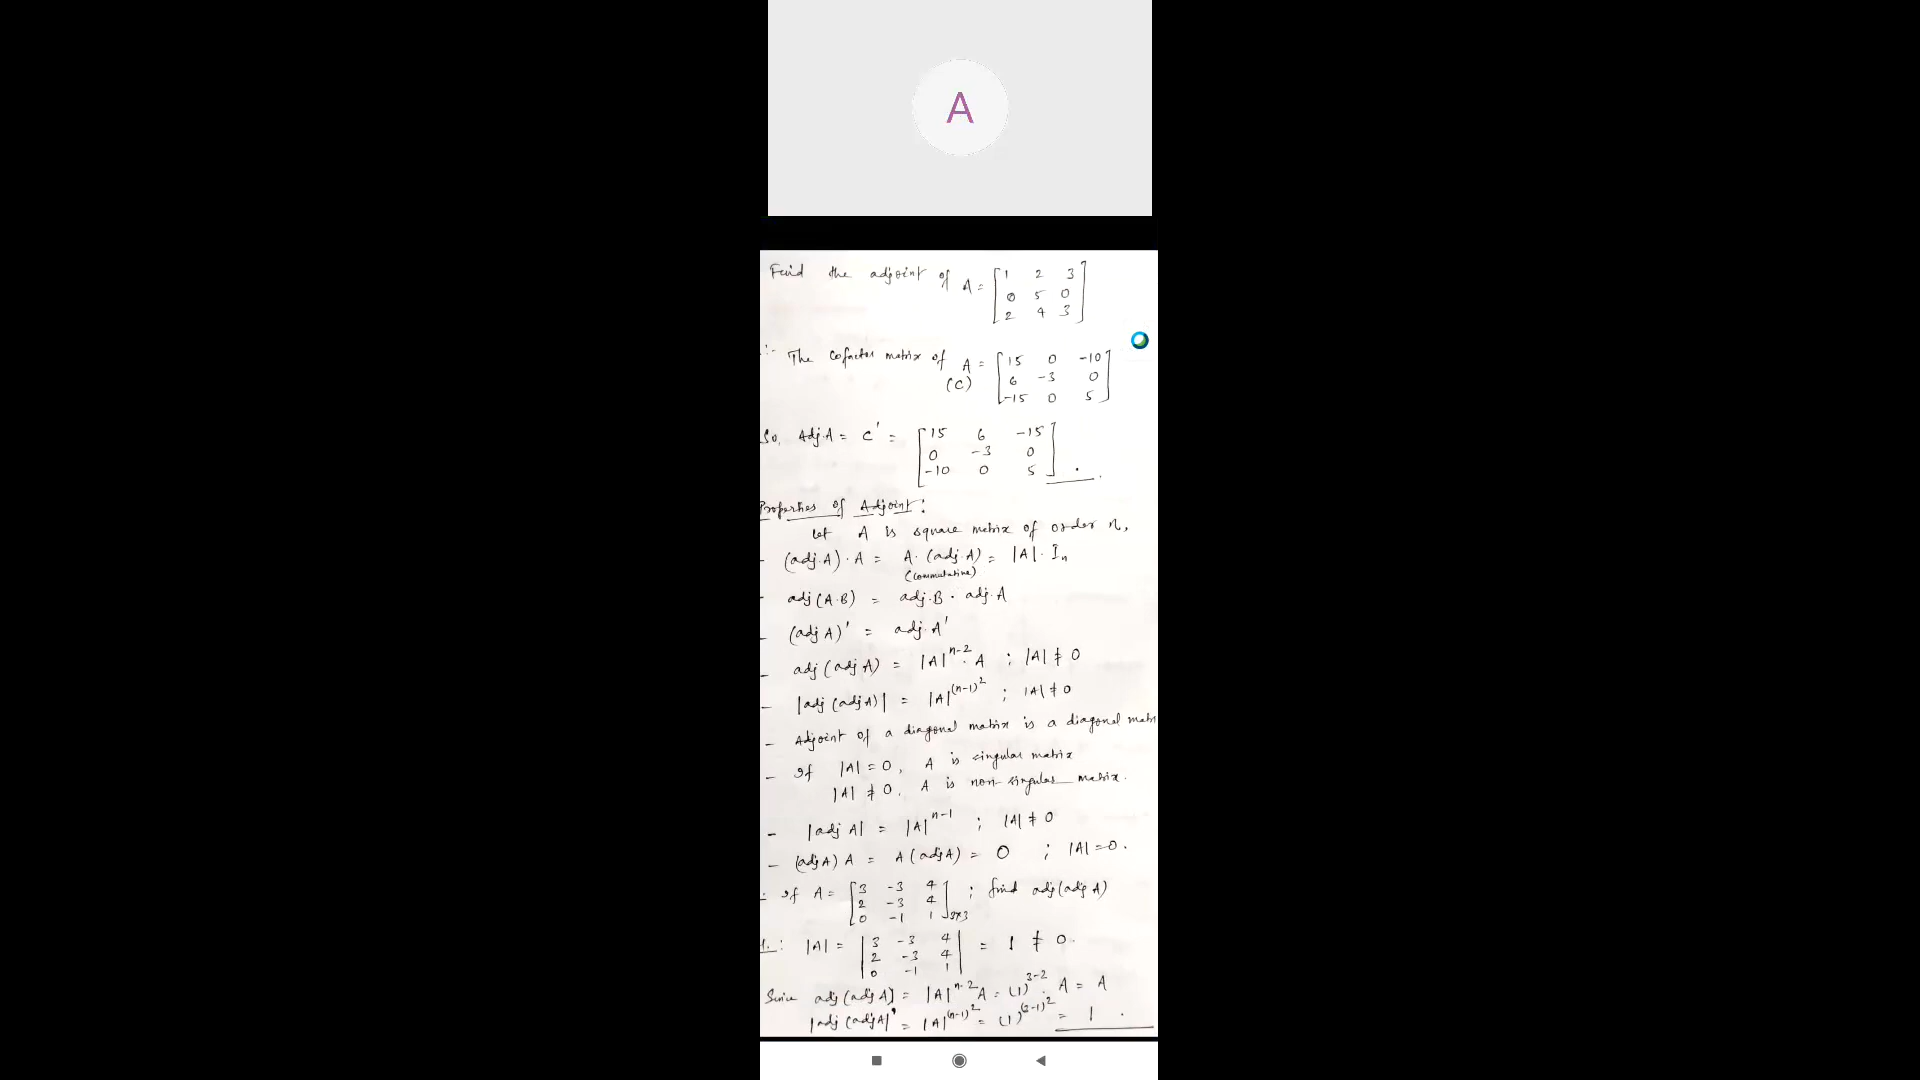 A
Find the adjoint of A = [1 2 3
0 5 0
2 4 3]
∴ The cofactor matrix of A = [15 0 -10
(C) 6 -3 0
-15 0 5]
So, Adj.A = C' = [15 6 -15
0 -3 0
-10 0 5].
Properties of Adjoint:
Let A is square matrix of order n,
- (adj.A).A = A.(adj.A) = |A|.Iₙ
(commutative)
- adj(A.B) = adj.B . adj.A
- (adj A)' = adj.A'
- adj(adj A) = |A|ⁿ⁻². A ; |A| ≠ 0
- |adj(adjA)| = |A|^(n-1)² ; |A| ≠ 0
- Adjoint of a diagonal matrix is a diagonal matr
- If |A| = 0, A is singular matrix
|A| ≠ 0, A is non-singular matrix.
- |adj A| = |A|ⁿ⁻¹ ; |A| ≠ 0
- (adjA) A = A(adjA) = 0 ; |A|=0.
: If A = [3 -3 4
2 -3 4
0 -1 1]3×3 ; find adj(adj A)
: |A| = |3 -3 4
2 -3 4
0 -1 1| = 1 ≠ 0.
Since adj(adj A) = |A|ⁿ⁻²A = (1)³⁻². A = A
|adj(adjA)| = |A|^(n-1)² = (1)^(3-1)² = 1.